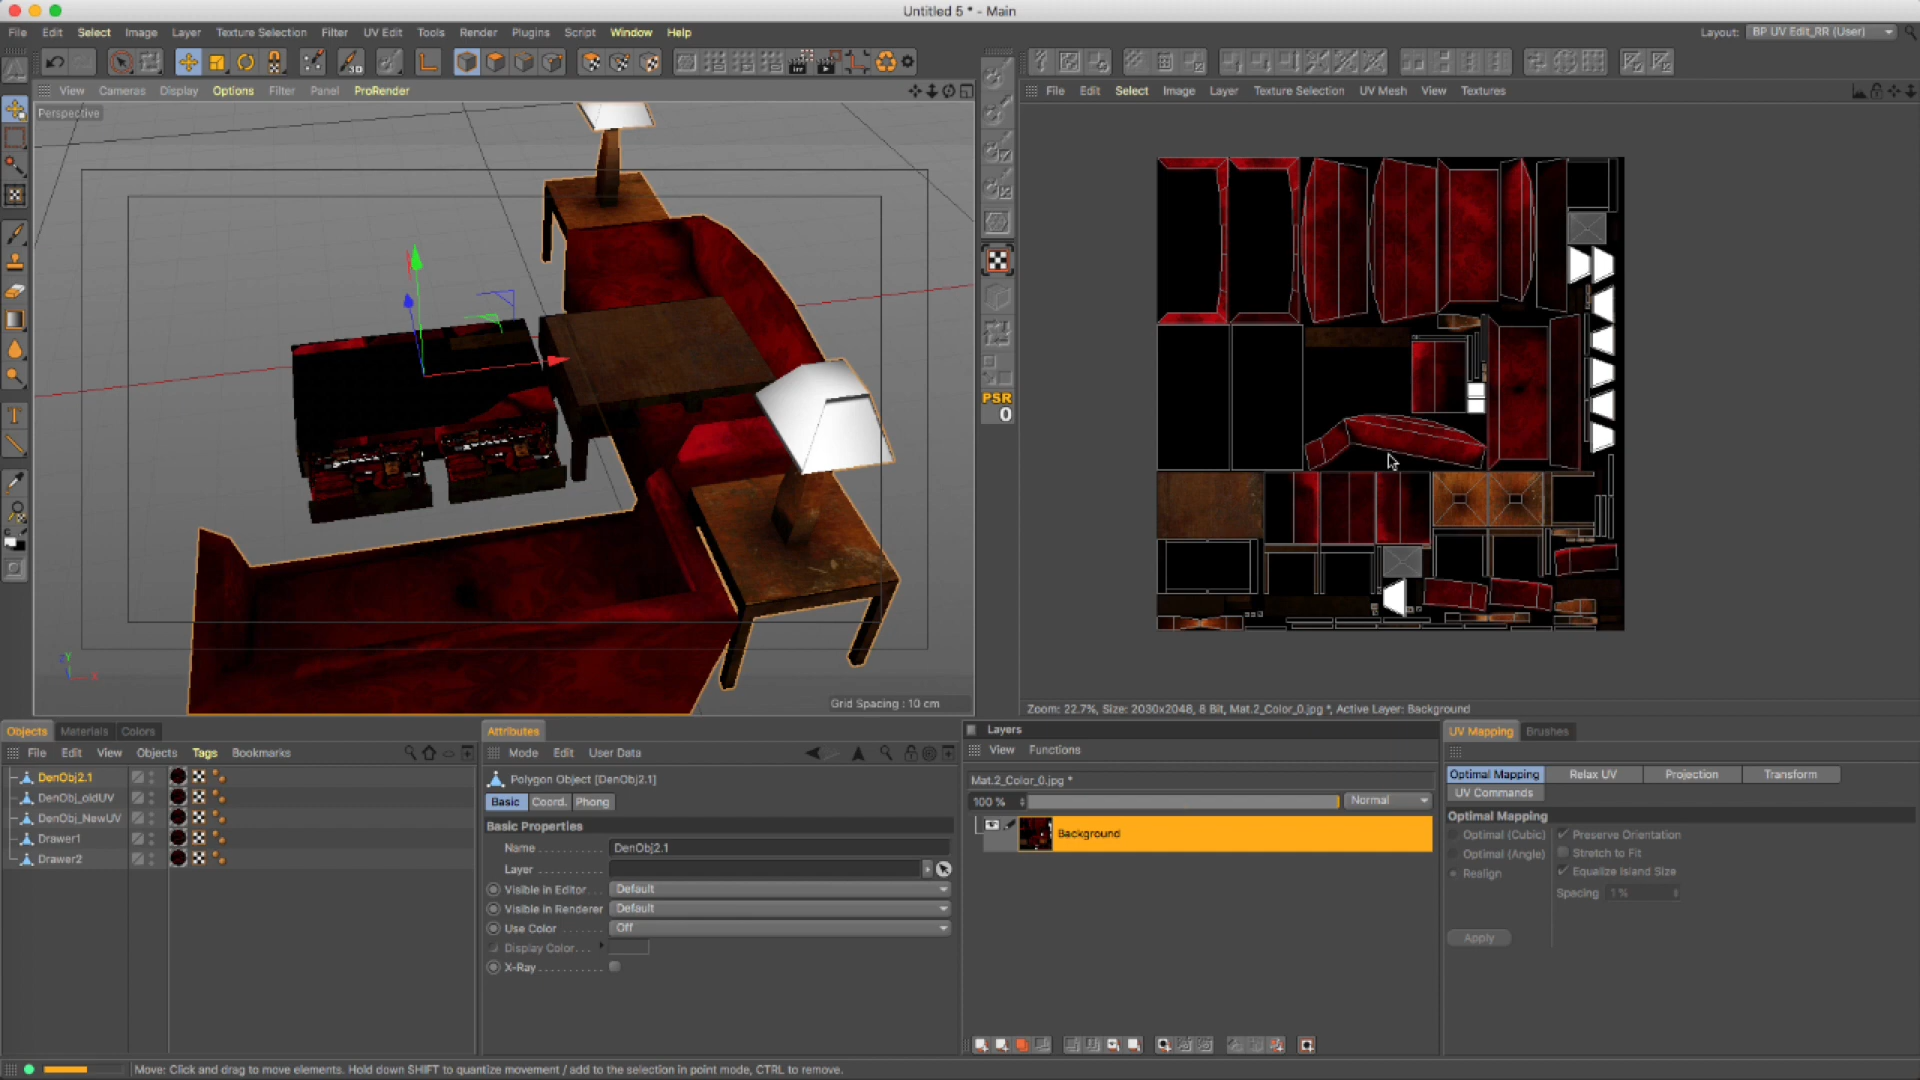 Untitled 5 * - Main
File Edit Select Image Layer Texture Selection Filter UV Edit Tools Render Plugins Script Window Help
Layout: BP UV Edit_RR (User)
View Cameras Display Options Filter Panel ProRender
File Edit Select Image Layer Texture Selection UV Mesh View Textures
Perspective
3D
PSR
0
Y
X
Grid Spacing : 10 cm
Zoom: 22.7%, Size: 2030x2048, 8 Bit, Mat.2_Color_0.jpg *, Active Layer: Background
Objects Materials Colors
File Edit View Objects Tags Bookmarks
DenObj2.1
DenObj_oldUV
DenObj_NewUV
Drawer1
Drawer2
Attributes
Mode Edit User Data
Polygon Object [DenObj2.1]
Basic Coord. Phong
Basic Properties
Name . . . . . . . . . DenObj2.1
Layer . . . . . . . . .
Visible in Editor . . . Default
Visible in Renderer Default
Use Color . . . . . . Off
Display Color. . .
X-Ray . . . . . . . . .
Layers
View Functions
Mat.2_Color_0.jpg *
100 % Normal
Background
UV Mapping Brushes
Optimal Mapping Relax UV Projection Transform
UV Commands
Optimal Mapping
Optimal (Cubic) Preserve Orientation
Optimal (Angle) Stretch to Fit
Realign Equalize Island Size
Spacing 1 %
Apply
Move: Click and drag to move elements. Hold down SHIFT to quantize movement / add to the selection in point mode, CTRL to remove.